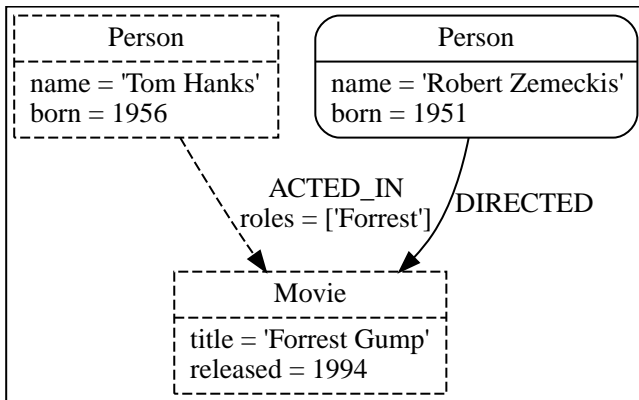 Person
name = 'Tom Hanks'
born = 1956
Person
name = 'Robert Zemeckis'
born = 1951
ACTED_IN
roles = ['Forrest']
DIRECTED
Movie
title = 'Forrest Gump'
released = 1994